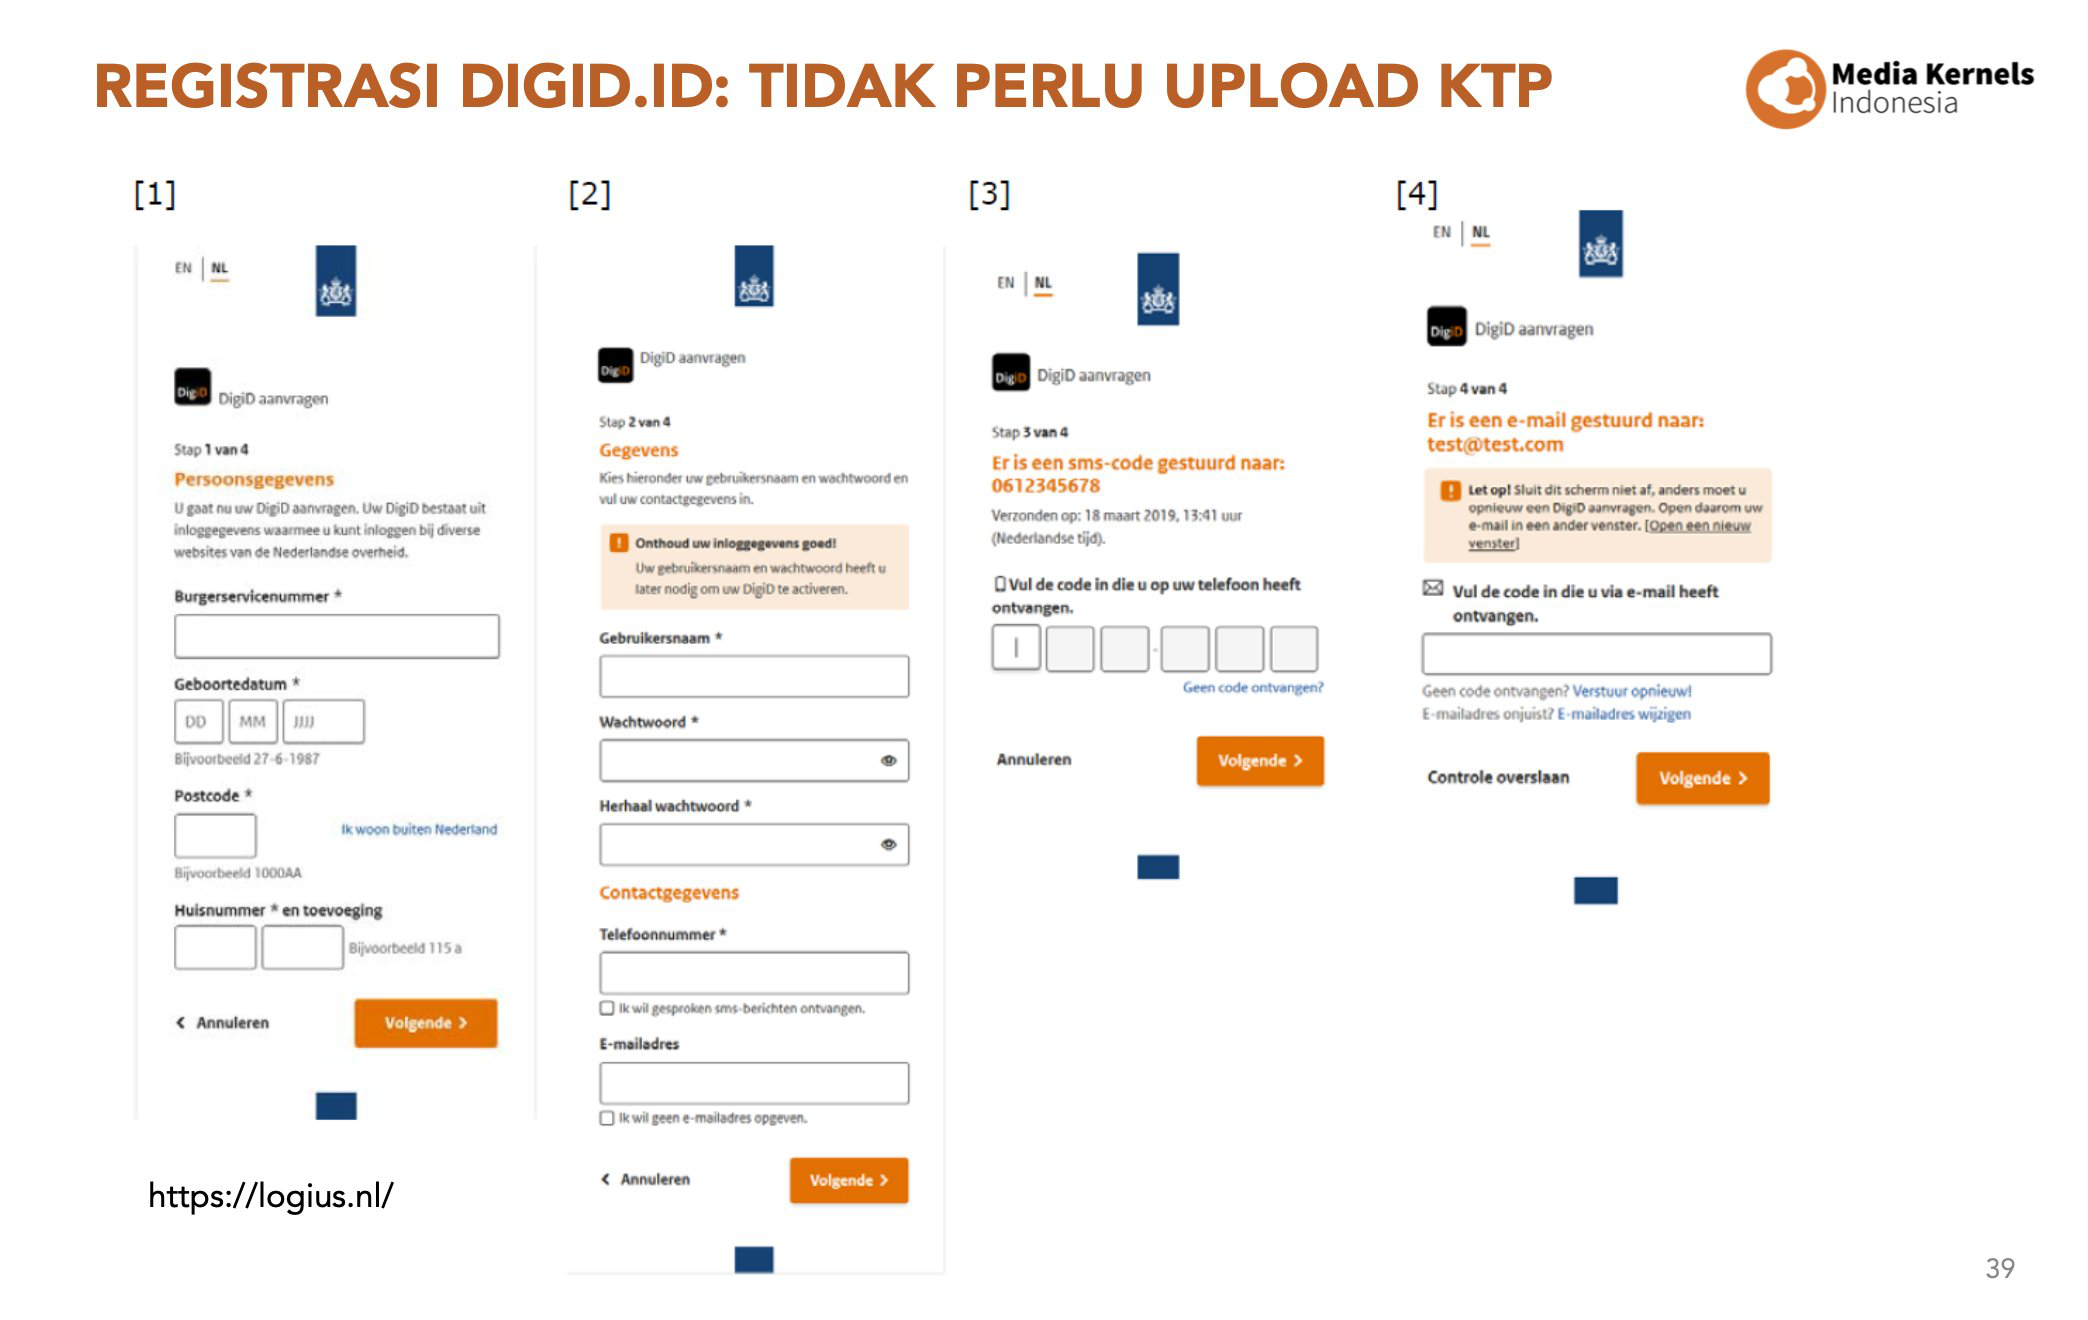 REGISTRASI DIGID.ID: TIDAK PERLU UPLOAD KTP
Media Kernels
Indonesia
[1]
EN | NL
DigiD
DigiD aanvragen
Stap 1 van 4
Persoonsgegevens
U gaat nu uw DigiD aanvragen. Uw DigiD bestaat uit
inloggegevens waarmee u kunt inloggen bij diverse
websites van de Nederlandse overheid.
Burgerservicenummer *
Geboortedatum *
DD MM JJJJ
Bijvoorbeeld 27-6-1987
Postcode *
Ik woon buiten Nederland
Bijvoorbeeld 1000AA
Huisnummer * en toevoeging
Bijvoorbeeld 115 a
< Annuleren
Volgende >
https://logius.nl/
[2]
DigiD
DigiD aanvragen
Stap 2 van 4
Gegevens
Kies hieronder uw gebruikersnaam en wachtwoord en
vul uw contactgegevens in.
! Onthoud uw inloggegevens goed!
Uw gebruikersnaam en wachtwoord heeft u
later nodig om uw DigiD te activeren.
Gebruikersnaam *
Wachtwoord *
Herhaal wachtwoord *
Contactgegevens
Telefoonnummer *
Ik wil gesproken sms-berichten ontvangen.
E-mailadres
Ik wil geen e-mailadres opgeven.
< Annuleren
Volgende >
[3]
EN | NL
DigiD
DigiD aanvragen
Stap 3 van 4
Er is een sms-code gestuurd naar:
0612345678
Verzonden op: 18 maart 2019, 13:41 uur
(Nederlandse tijd).
Vul de code in die u op uw telefoon heeft
ontvangen.
-
Geen code ontvangen?
Annuleren
Volgende >
[4]
EN | NL
DigiD
DigiD aanvragen
Stap 4 van 4
Er is een e-mail gestuurd naar:
test@test.com
! Let op! Sluit dit scherm niet af, anders moet u
opnieuw een DigiD aanvragen. Open daarom uw
e-mail in een ander venster. [Open een nieuw
venster]
Vul de code in die u via e-mail heeft
ontvangen.
Geen code ontvangen? Verstuur opnieuw!
E-mailadres onjuist? E-mailadres wijzigen
Controle overslaan
Volgende >
39